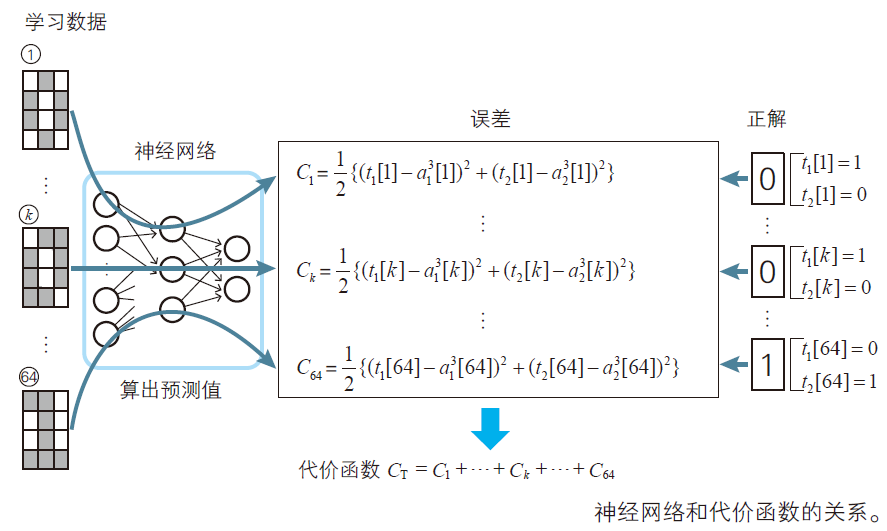 学习数据
①
⋮
ⓚ
⋮
㊿+14
神经网络
算出预测值
误差
C₁ = 1/2 {(t₁[1] − a₁³[1])² + (t₂[1] − a₂³[1])²}
⋮
Cₖ = 1/2 {(t₁[k] − a₁³[k])² + (t₂[k] − a₂³[k])²}
⋮
C₆₄ = 1/2 {(t₁[64] − a₁³[64])² + (t₂[64] − a₂³[64])²}
正解
0 t₁[1] = 1
t₂[1] = 0
⋮
0 t₁[k] = 1
t₂[k] = 0
⋮
1 t₁[64] = 0
t₂[64] = 1
代价函数 C_T = C₁ + ⋯ + Cₖ + ⋯ + C₆₄
神经网络和代价函数的关系。